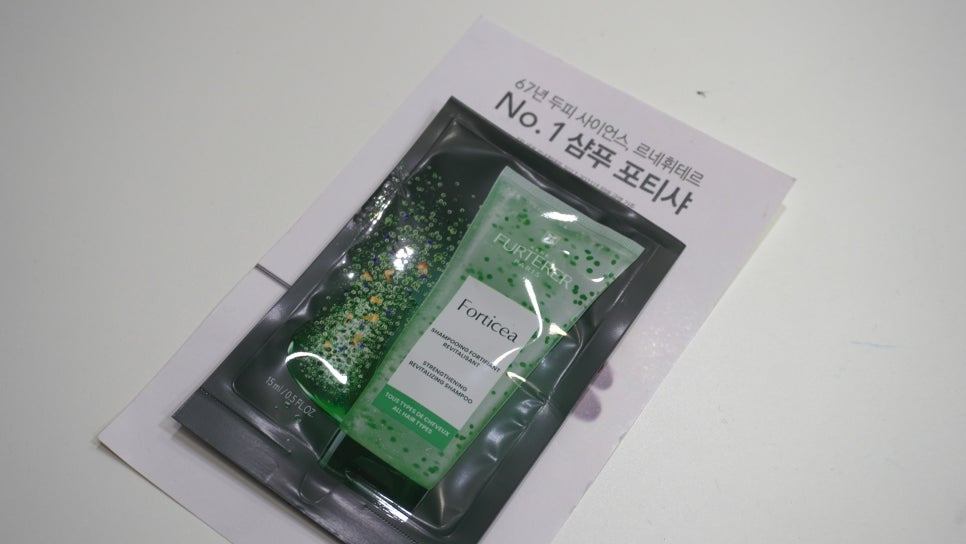 67년 두피 사이언스, 르네휘테르
No. 1 샴푸 포티샤
FURTERER
PARIS
Forticea
SHAMPOOING FORTIFIANT
REVITALISANT
STRENGTHENING
REVITALIZING SHAMPOO
TOUS TYPES DE CHEVEUX
ALL HAIR TYPES
15 ml / 0.5 FL.OZ.